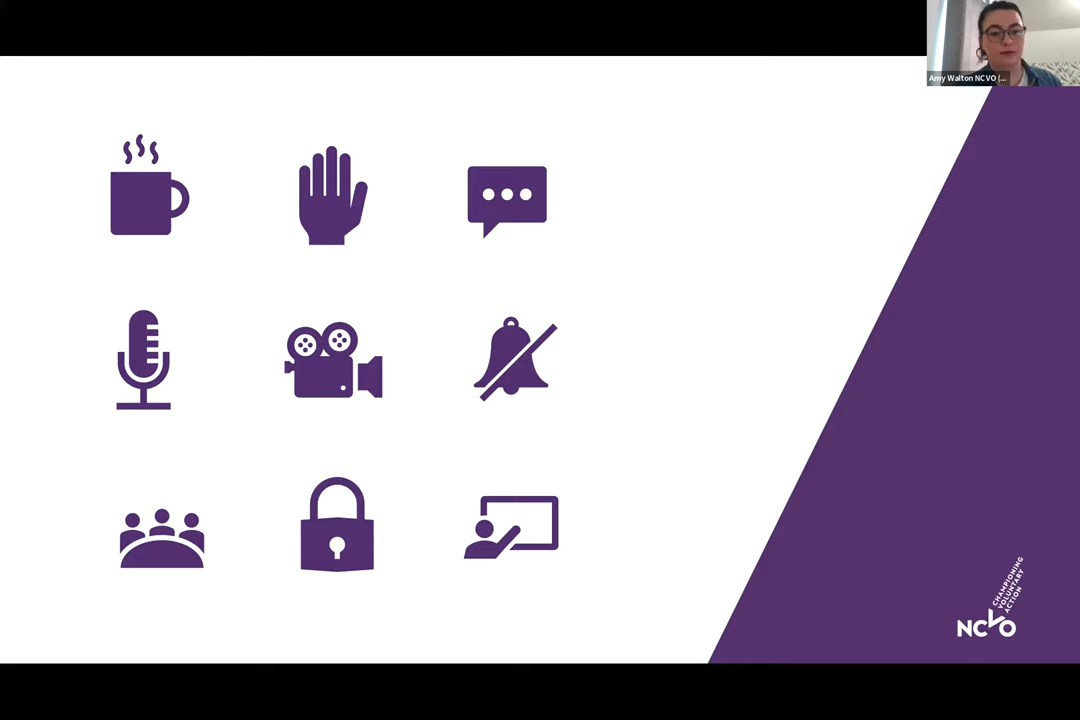 Amy Walton NCVO (...
CHAMPIONING
VOLUNTARY
ACTION
NCVO